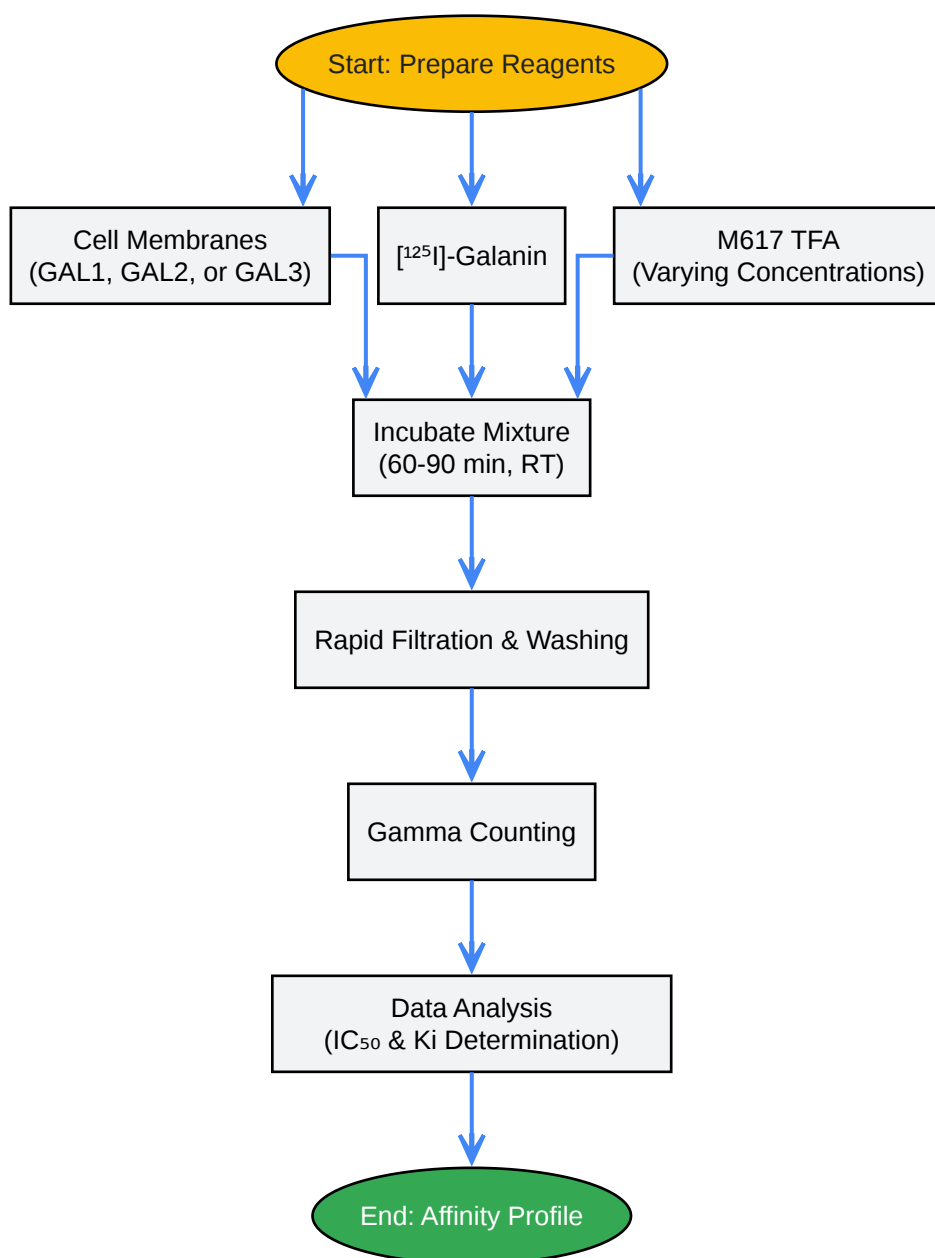 Start: Prepare Reagents
Cell Membranes
(GAL1, GAL2, or GAL3)
[¹²⁵I]-Galanin
M617 TFA
(Varying Concentrations)
Incubate Mixture
(60-90 min, RT)
Rapid Filtration & Washing
Gamma Counting
Data Analysis
(IC₅₀ & Ki Determination)
End: Affinity Profile